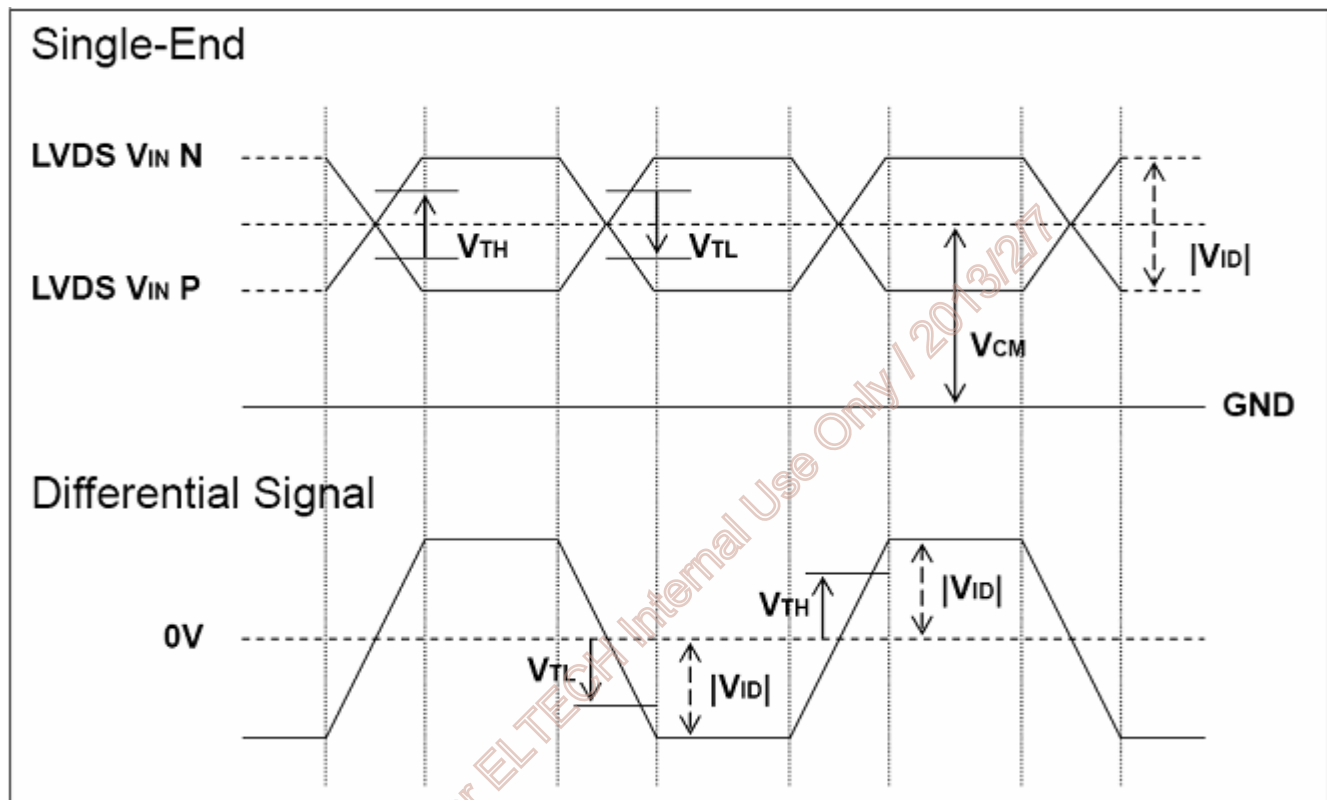 Single-End
LVDS VIN N
VTH
VTL
|VID|
LVDS VIN P
VCM
GND
Differential Signal
VTH
|VID|
0V
VTL
|VID|
ELTECH Internal Use Only / 2013/2/7